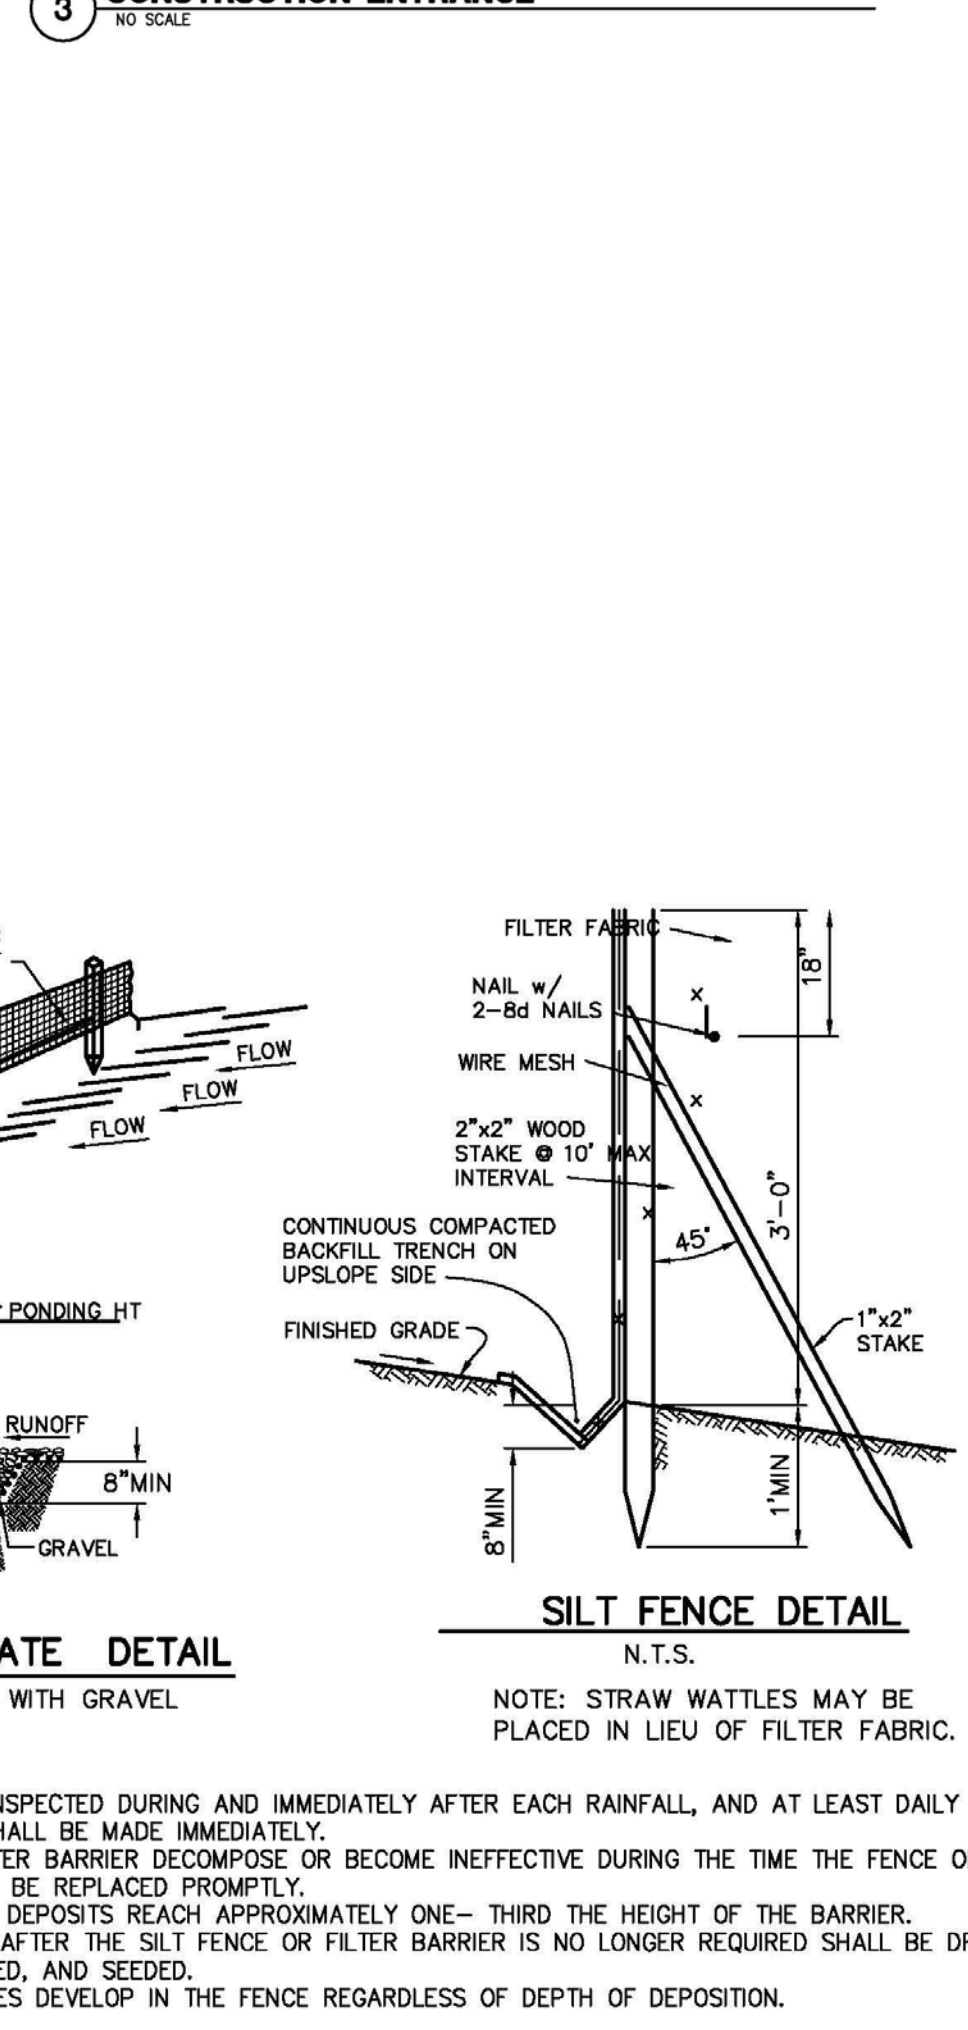 3
CONSTRUCTION ENTRANCE
NO SCALE
FLOW
FLOW
FLOW
PONDING HT
RUNOFF
8"MIN
GRAVEL
DETAIL
WITH GRAVEL
FILTER FABRIC
NAIL w/
2-8d NAILS
WIRE MESH
2"x2" WOOD
STAKE @ 10' MAX
INTERVAL
CONTINUOUS COMPACTED
BACKFILL TRENCH ON
UPSLOPE SIDE
FINISHED GRADE
18"
3'-0"
45°
1"x2"
STAKE
1'MIN
8"MIN
SILT FENCE DETAIL
N.T.S.
NOTE: STRAW WATTLES MAY BE
PLACED IN LIEU OF FILTER FABRIC.
NSPECTED DURING AND IMMEDIATELY AFTER EACH RAINFALL, AND AT LEAST DAILY
HALL BE MADE IMMEDIATELY.
TER BARRIER DECOMPOSE OR BECOME INEFFECTIVE DURING THE TIME THE FENCE O
BE REPLACED PROMPTLY.
DEPOSITS REACH APPROXIMATELY ONE- THIRD THE HEIGHT OF THE BARRIER.
AFTER THE SILT FENCE OR FILTER BARRIER IS NO LONGER REQUIRED SHALL BE
ED, AND SEEDED.
ES DEVELOP IN THE FENCE REGARDLESS OF DEPTH OF DEPOSITION.